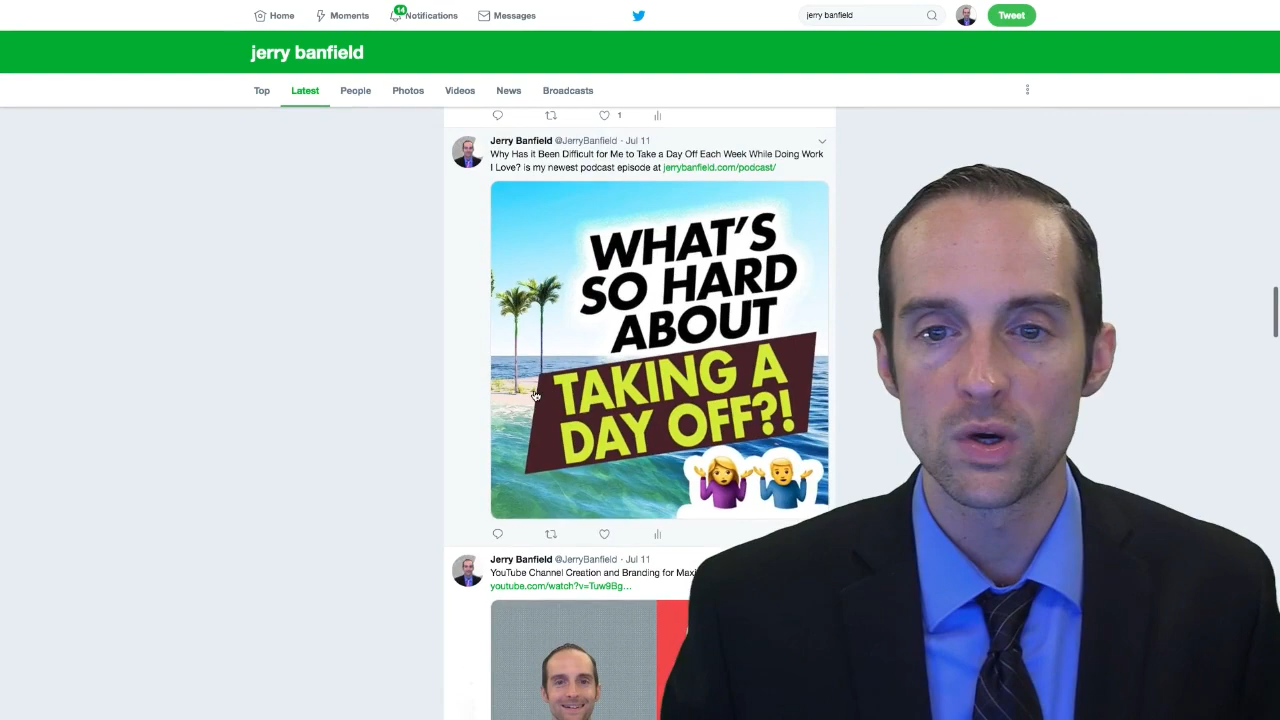 Home
Moments
14
Notifications
Messages
jerry banfield
Tweet
jerry banfield
Top
Latest
People
Photos
Videos
News
Broadcasts
1
Jerry Banfield @JerryBanfield · Jul 11
Why Has it Been Difficult for Me to Take a Day Off Each Week While Doing Work
I Love? is my newest podcast episode at jerrybanfield.com/podcast/
WHAT'S
SO HARD
ABOUT
TAKING A
DAY OFF?!
Jerry Banfield @JerryBanfield · Jul 11
YouTube Channel Creation and Branding for
youtube.com/watch?v=Tuw9Bg...